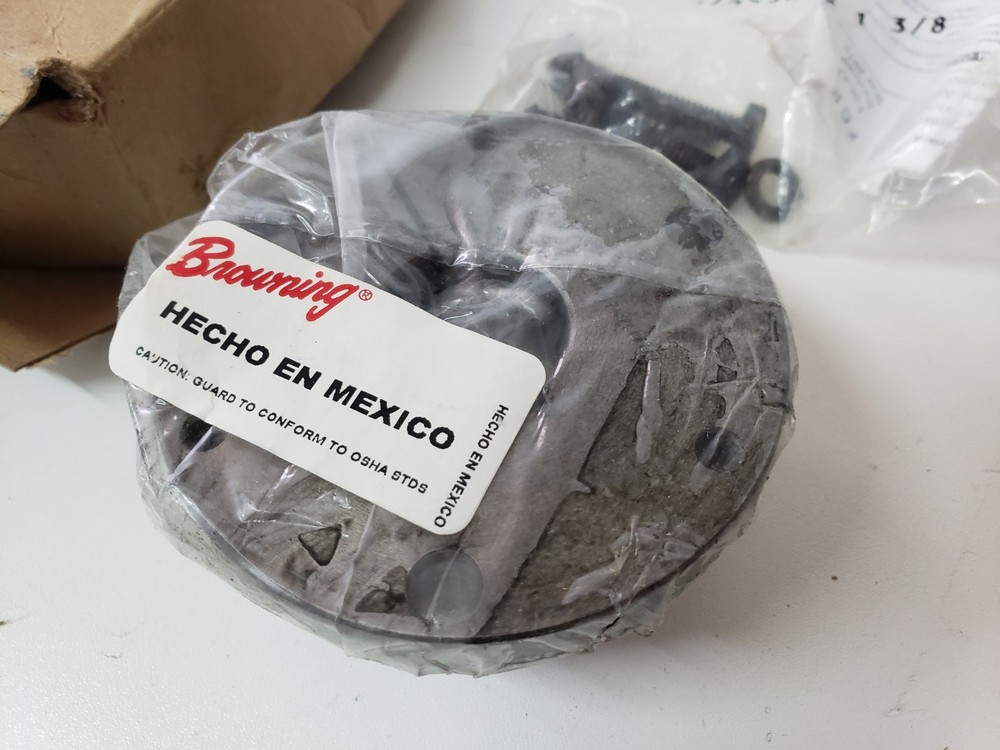 1 3/8
Browning®
HECHO EN MEXICO
CAUTION: GUARD TO CONFORM TO OSHA STDS
HECHO EN MEXICO